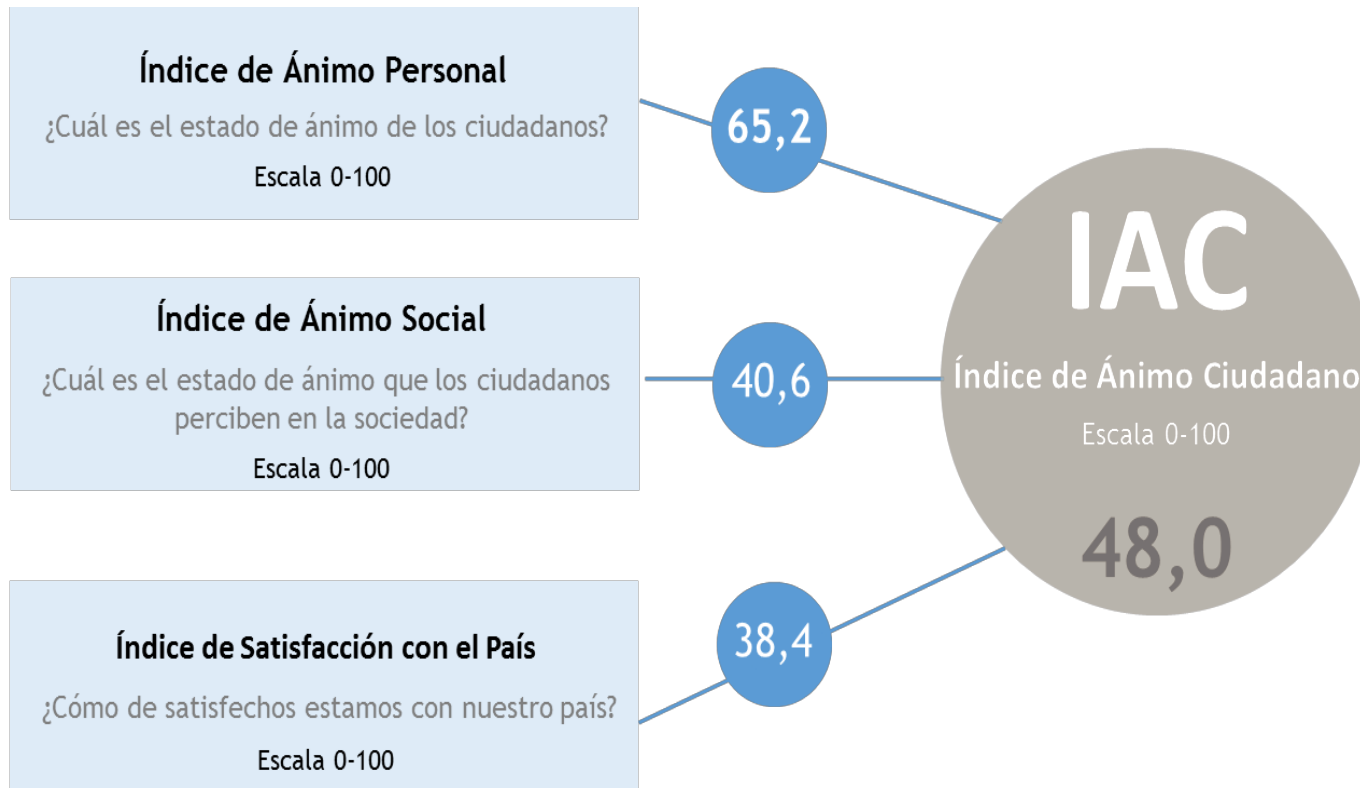 Índice de Ánimo Personal
¿Cuál es el estado de ánimo de los ciudadanos?
Escala 0-100
65,2
Índice de Ánimo Social
¿Cuál es el estado de ánimo que los ciudadanos
perciben en la sociedad?
Escala 0-100
40,6
Índice de Satisfacción con el País
¿Cómo de satisfechos estamos con nuestro país?
Escala 0-100
38,4
IAC
Índice de Ánimo Ciudadano
Escala 0-100
48,0